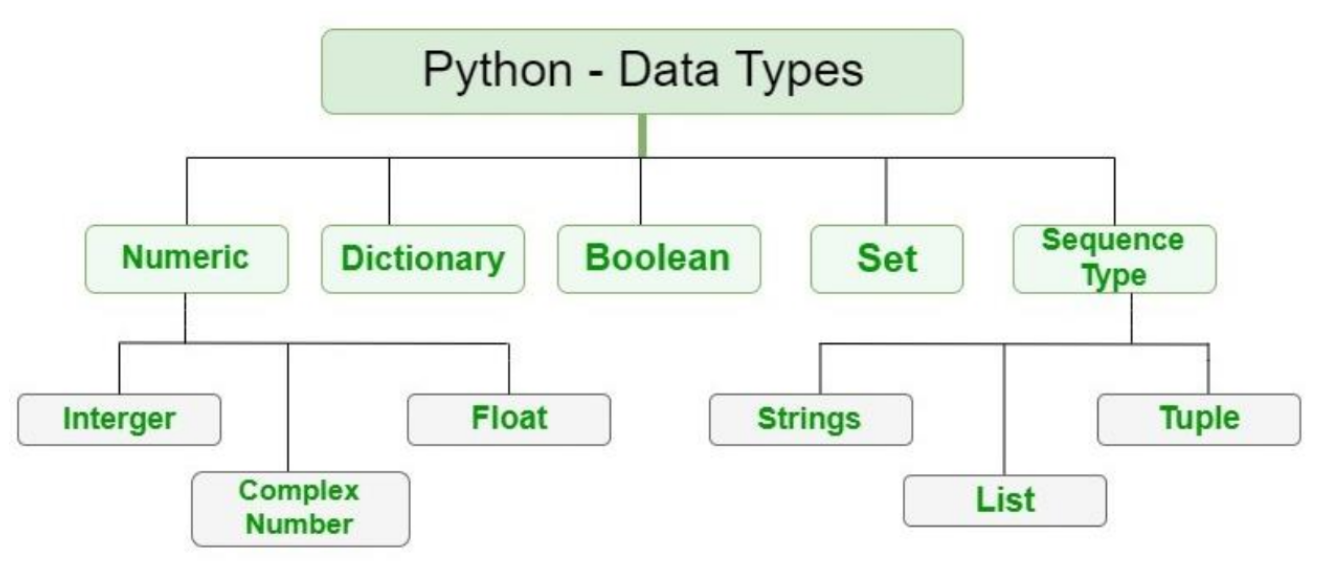 Python - Data Types
Numeric
Dictionary
Boolean
Set
Sequence
Type
Interger
Float
Strings
Tuple
Complex
Number
List